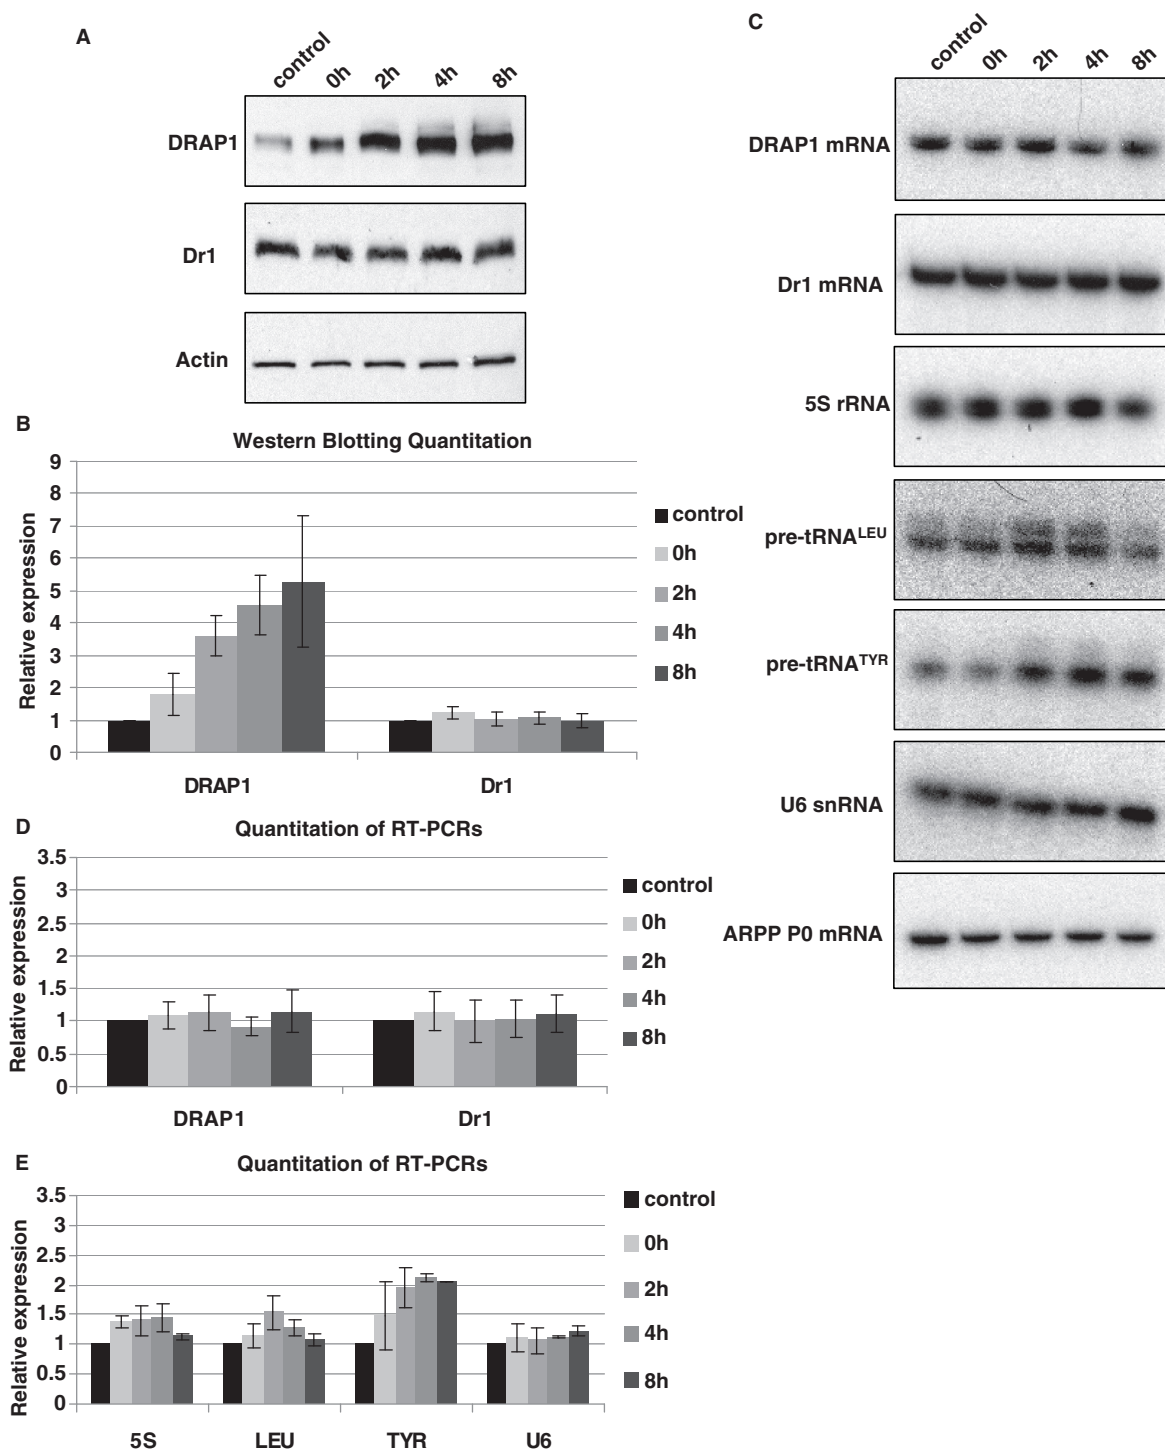 A
control 0h 2h 4h 8h
DRAP1
Dr1
Actin
B
Western Blotting Quantitation
Relative expression
9
8
7
6
5
4
3
2
1
0
DRAP1 Dr1
control
0h
2h
4h
8h
C
control 0h 2h 4h 8h
DRAP1 mRNA
Dr1 mRNA
5S rRNA
pre-tRNALEU
pre-tRNATYR
U6 snRNA
ARPP P0 mRNA
D
Quantitation of RT-PCRs
Relative expression
3.5
3
2.5
2
1.5
1
0.5
0
DRAP1 Dr1
control
0h
2h
4h
8h
E
Quantitation of RT-PCRs
Relative expression
3.5
3
2.5
2
1.5
1
0.5
0
5S LEU TYR U6
control
0h
2h
4h
8h